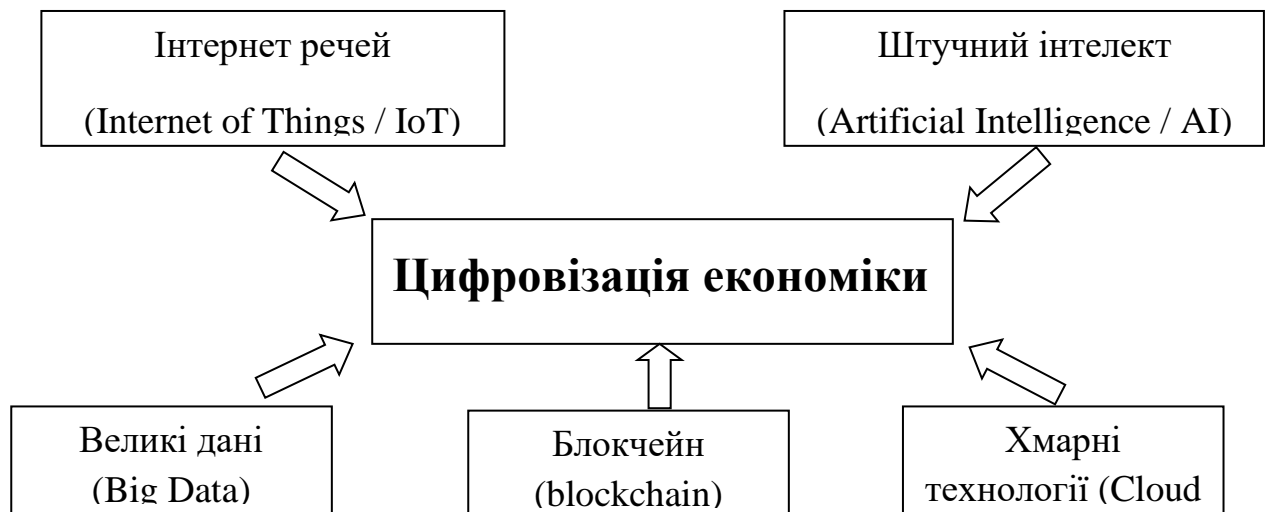 Інтернет речей
(Internet of Things / IoT)
Штучний інтелект
(Artificial Intelligence / AI)
Цифровізація економіки
Великі дані
(Big Data)
Блокчейн
(blockchain)
Хмарні
технології (Cloud